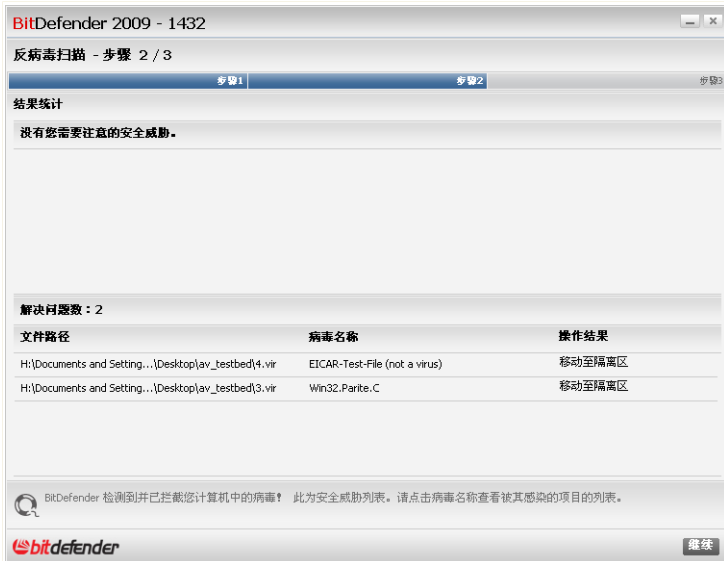 BitDefender 2009 - 1432
反病毒扫描 - 步骤 2 / 3
步骤1 步骤2 步骤3
结果统计
没有您需要注意的安全威胁。
解决问题数：2
文件路径 病毒名称 操作结果
H:\Documents and Setting...\Desktop\av_testbed\4.vir EICAR-Test-File (not a virus) 移动至隔离区
H:\Documents and Setting...\Desktop\av_testbed\3.vir Win32.Parite.C 移动至隔离区
BitDefender 检测到并已拦截您计算机中的病毒！ 此为安全威胁列表。请点击病毒名称查看被其感染的项目的列表。
bitdefender 继续